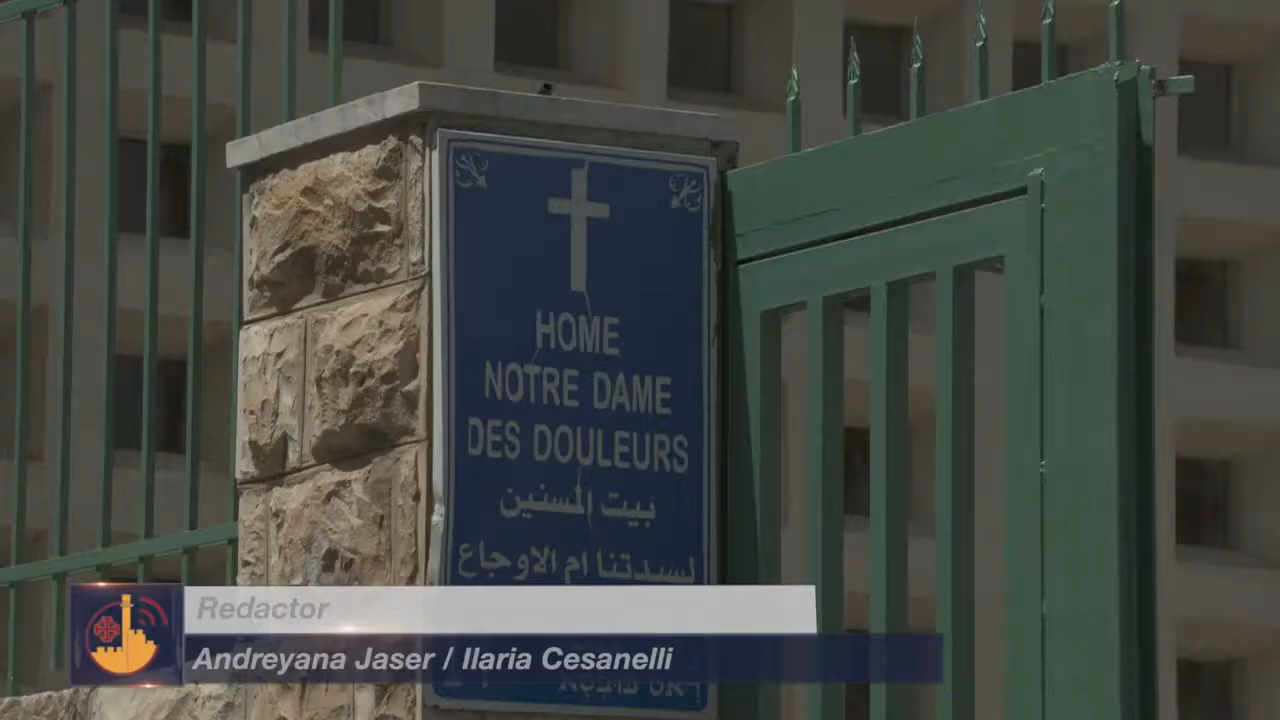 HOME
NOTRE DAME
DES DOULEURS
بيت المسنين
لسيدتنا ام الاوجاع
Redactor
Andreyana Jaser / Ilaria Cesanelli